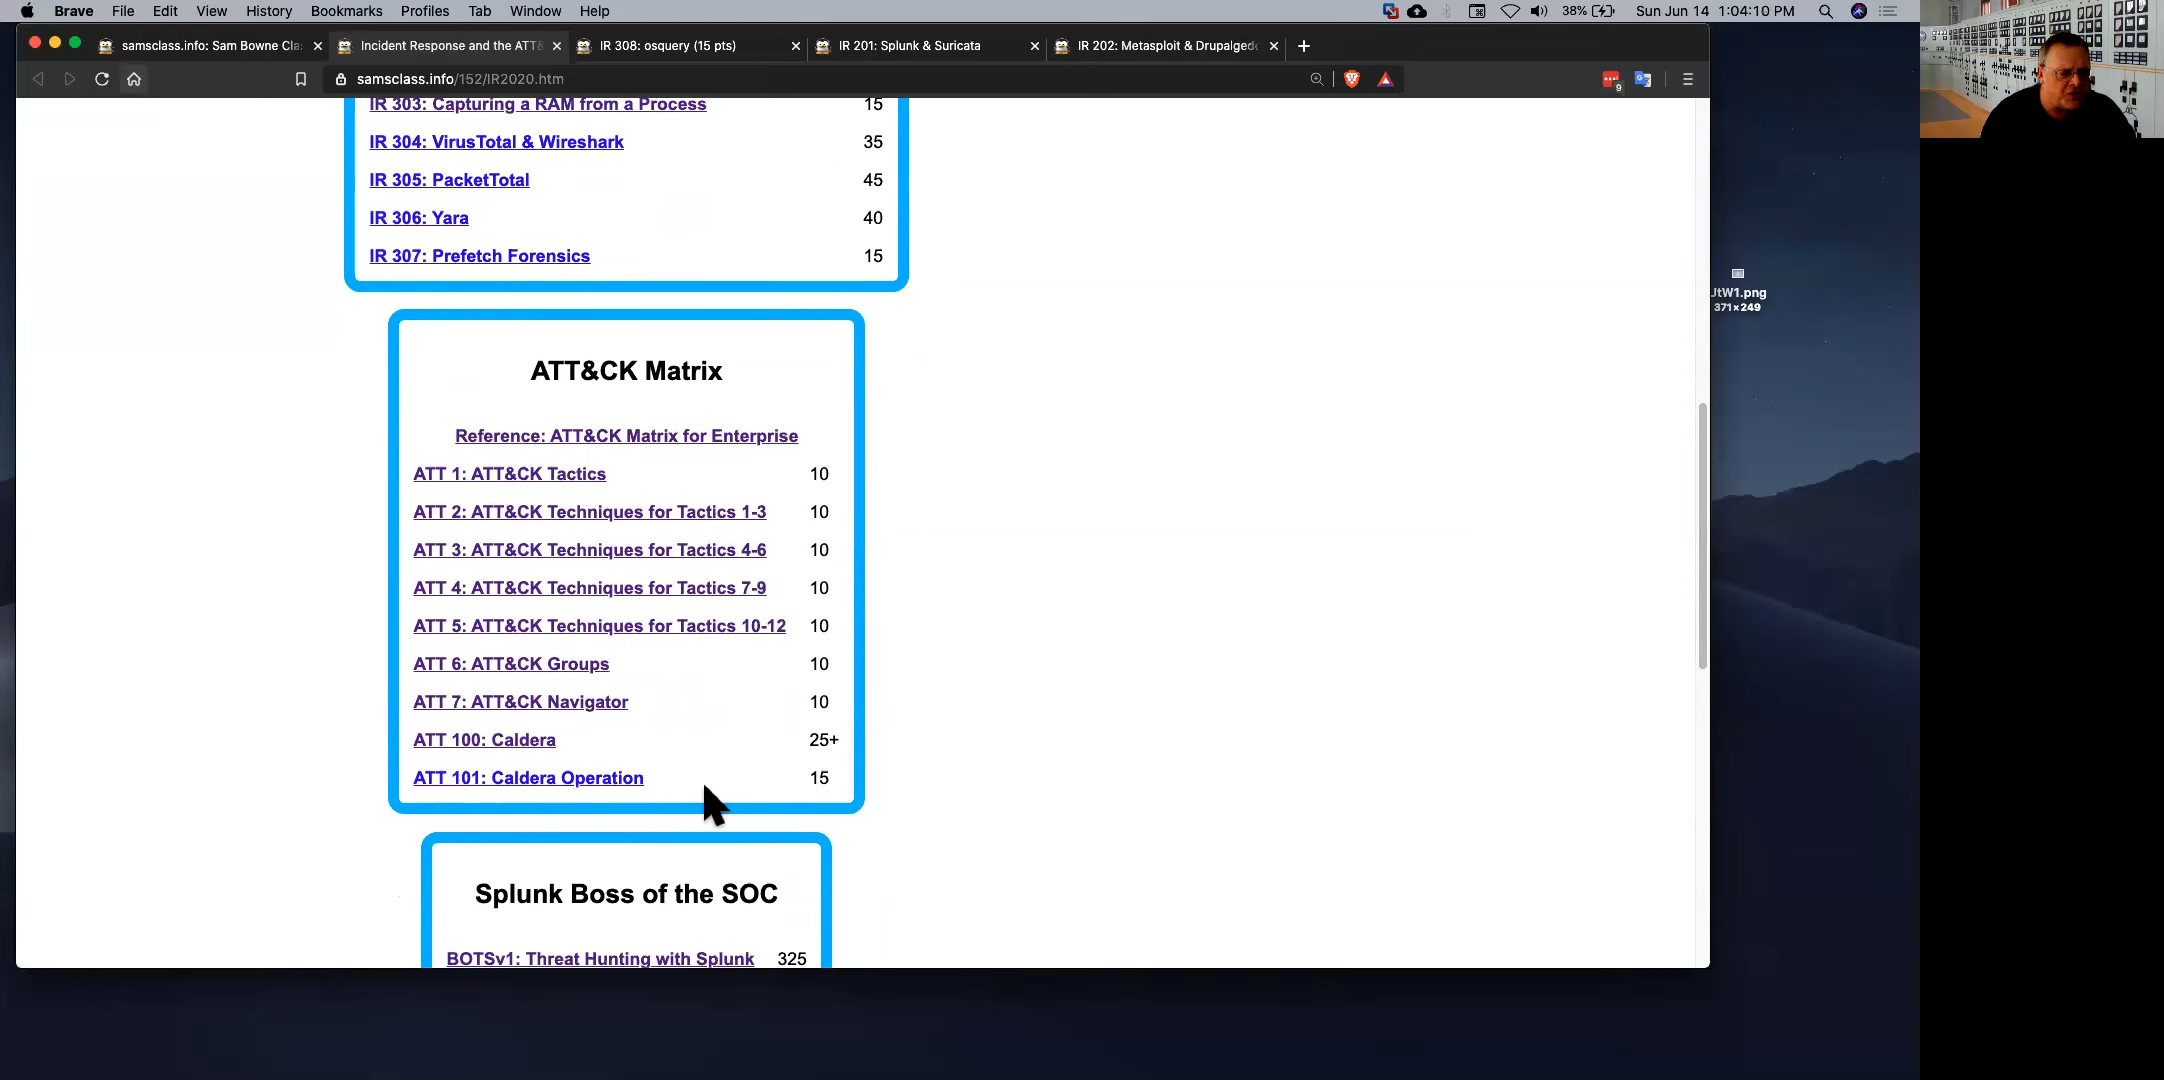 Brave File Edit View History Bookmarks Profiles Tab Window Help 38% Sun Jun 14 1:04:10 PM
samsclass.info: Sam Bowne Cla: Incident Response and the ATT& IR 308: osquery (15 pts) IR 201: Splunk & Suricata IR 202: Metasploit & Drupalged
samsclass.info/152/IR2020.htm 9
IR 303: Capturing a RAM from a Process 15
IR 304: VirusTotal & Wireshark 35
IR 305: PacketTotal 45
IR 306: Yara 40
IR 307: Prefetch Forensics 15
JtW1.png
371×249
ATT&CK Matrix
Reference: ATT&CK Matrix for Enterprise
ATT 1: ATT&CK Tactics 10
ATT 2: ATT&CK Techniques for Tactics 1-3 10
ATT 3: ATT&CK Techniques for Tactics 4-6 10
ATT 4: ATT&CK Techniques for Tactics 7-9 10
ATT 5: ATT&CK Techniques for Tactics 10-12 10
ATT 6: ATT&CK Groups 10
ATT 7: ATT&CK Navigator 10
ATT 100: Caldera 25+
ATT 101: Caldera Operation 15
Splunk Boss of the SOC
BOTSv1: Threat Hunting with Splunk 325